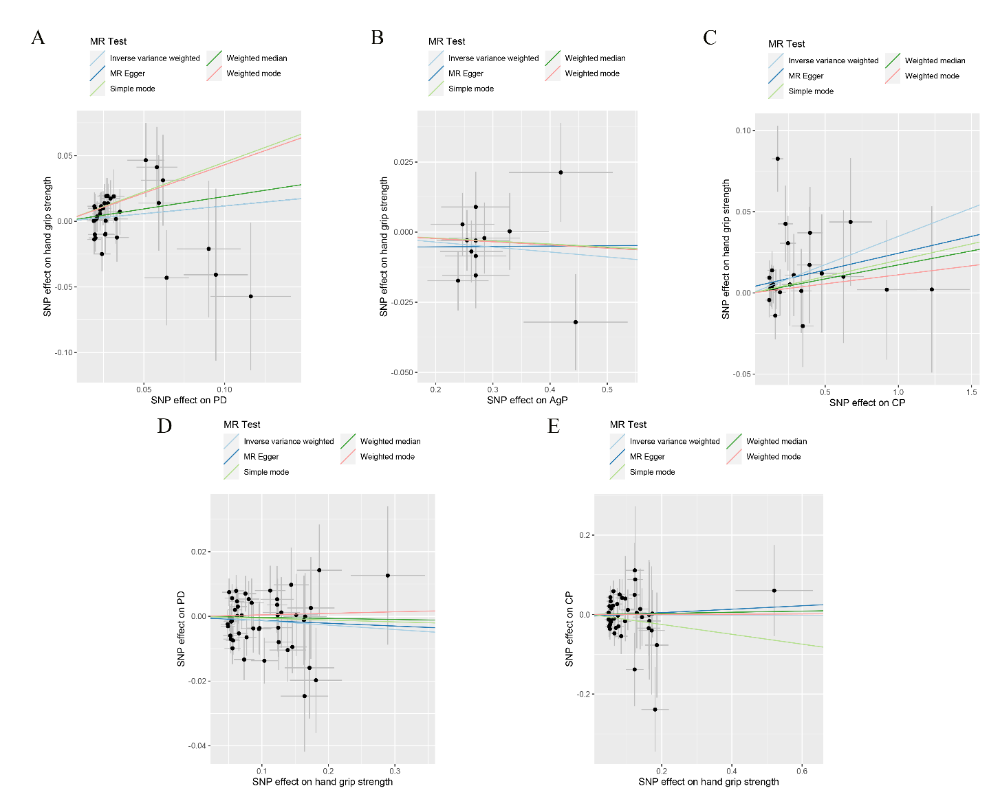 A
MR Test
Inverse variance weighted
Weighted median
MR Egger
Weighted mode
Simple mode
SNP effect on hand grip strength
0.05
0.00
-0.05
-0.10
0.05
0.10
SNP effect on PD
B
MR Test
Inverse variance weighted
Weighted median
MR Egger
Weighted mode
Simple mode
SNP effect on hand grip strength
0.025
0.000
-0.025
-0.050
0.2
0.3
0.4
0.5
SNP effect on AgP
C
MR Test
Inverse variance weighted
Weighted median
MR Egger
Weighted mode
Simple mode
SNP effect on hand grip strength
0.10
0.05
0.00
-0.05
0.5
1.0
1.5
SNP effect on CP
D
MR Test
Inverse variance weighted
Weighted median
MR Egger
Weighted mode
Simple mode
SNP effect on PD
0.02
0.00
-0.02
-0.04
0.1
0.2
0.3
SNP effect on hand grip strength
E
MR Test
Inverse variance weighted
Weighted median
MR Egger
Weighted mode
Simple mode
SNP effect on CP
0.2
0.0
-0.2
0.2
0.4
0.6
SNP effect on hand grip strength